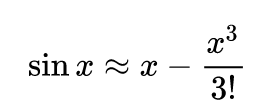 sin x ≈ x − x³/3!